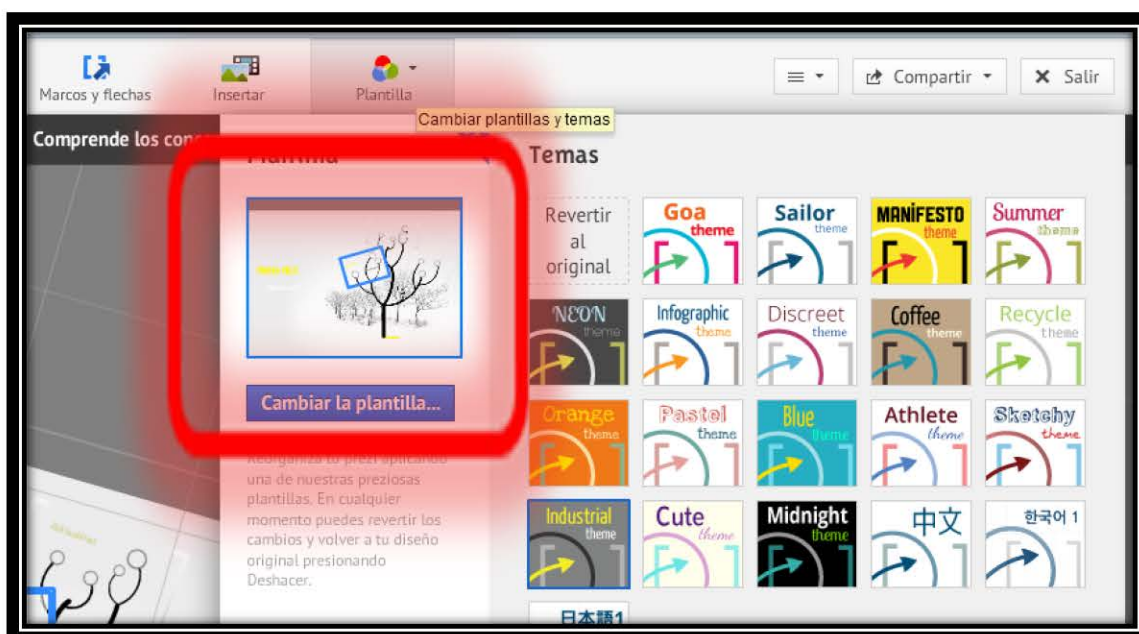 Marcos y flechas
Insertar
Plantilla
Compartir
Salir
Cambiar plantillas y temas
Comprende los con
Plantilla
Cambiar la plantilla...
Reorganiza tu prezi aplicando
una de nuestras preziosas
plantillas. En cualquier
momento puedes revertir los
cambios y volver a tu diseño
original presionando
Deshacer.
Temas
Revertir
al
original
Goa
theme
Sailor
theme
MANiFESTO
theme
Summer
theme
NEON
theme
Infographic
theme
Discreet
theme
Coffee
theme
Recycle
theme
Orange
theme
Pastel
theme
Blue
theme
Athlete
theme
Sketchy
theme
Industrial
theme
Cute
theme
Midnight
theme
中文
한국어 1
日本語1